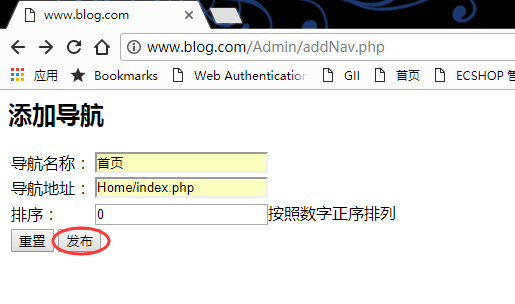 www.blog.com
www.blog.com/Admin/addNav.php
应用 Bookmarks Web Authentication GII 首页 ECSHOP 管
添加导航
导航名称： 首页
导航地址： Home/index.php
排序： 0 按照数字正序排列
重置 发布